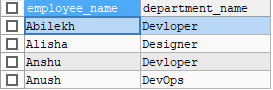 employee_name department_name
Abilekh Devloper
Alisha Designer
Anshu Devloper
Anush DevOps